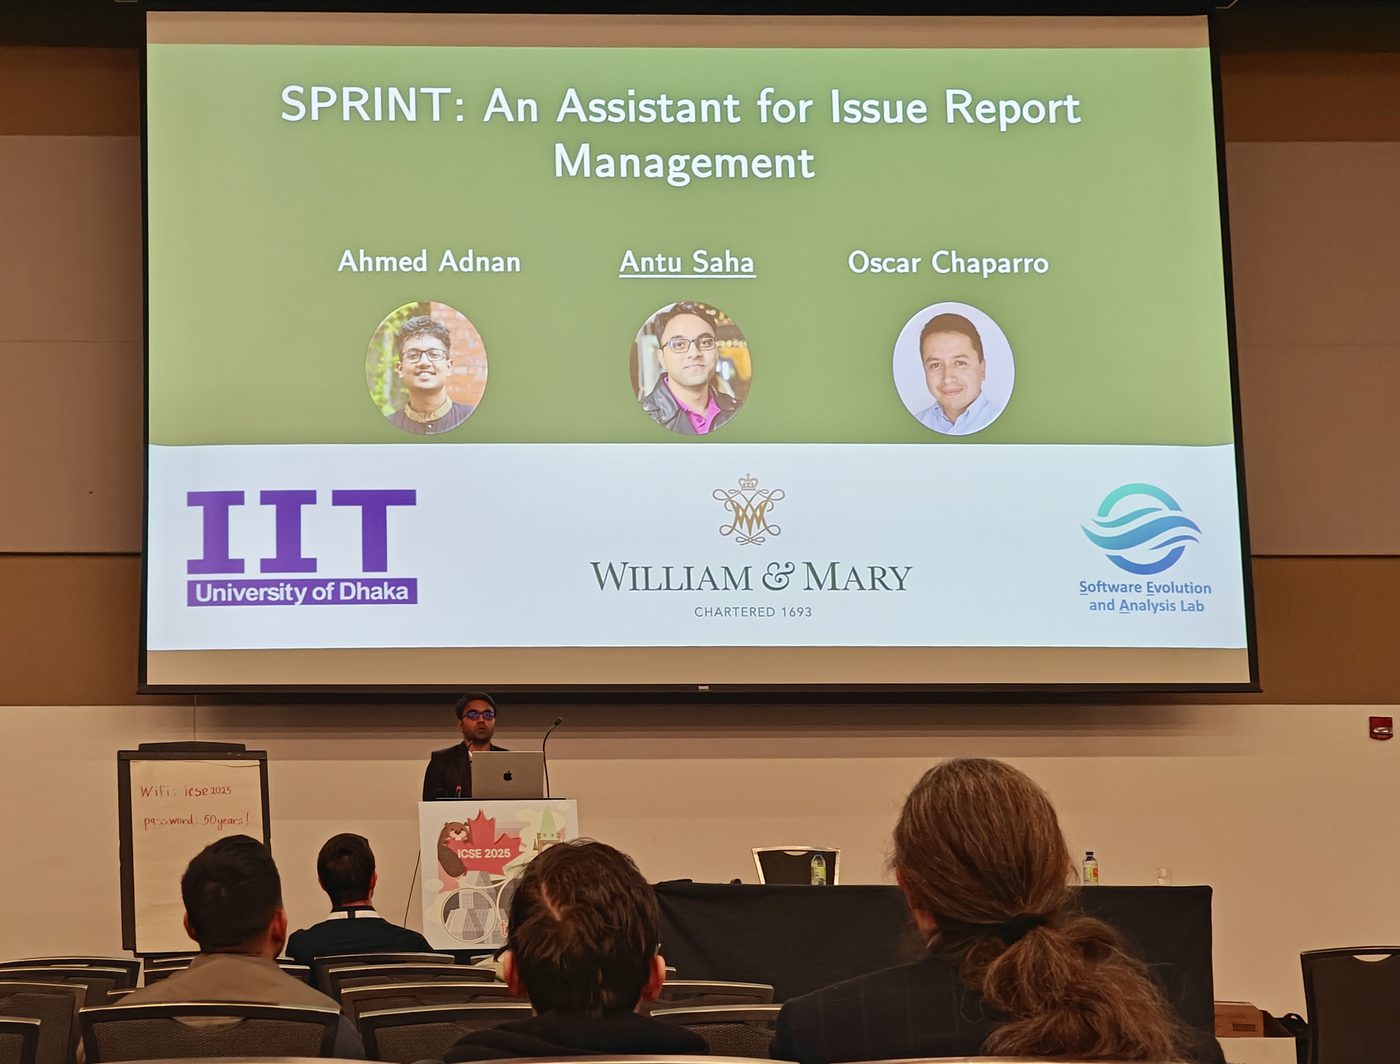 SPRINT: An Assistant for Issue Report
Management
Ahmed Adnan
Antu Saha
Oscar Chaparro
IIT
University of Dhaka
WILLIAM & MARY
CHARTERED 1693
Software Evolution
and Analysis Lab
Wifi: icse2025
password: 50years!
ICSE 2025